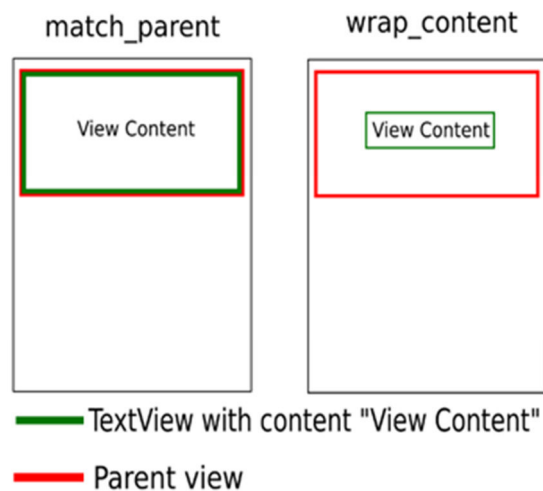 match_parent
wrap_content
View Content
View Content
TextView with content "View Content"
Parent view